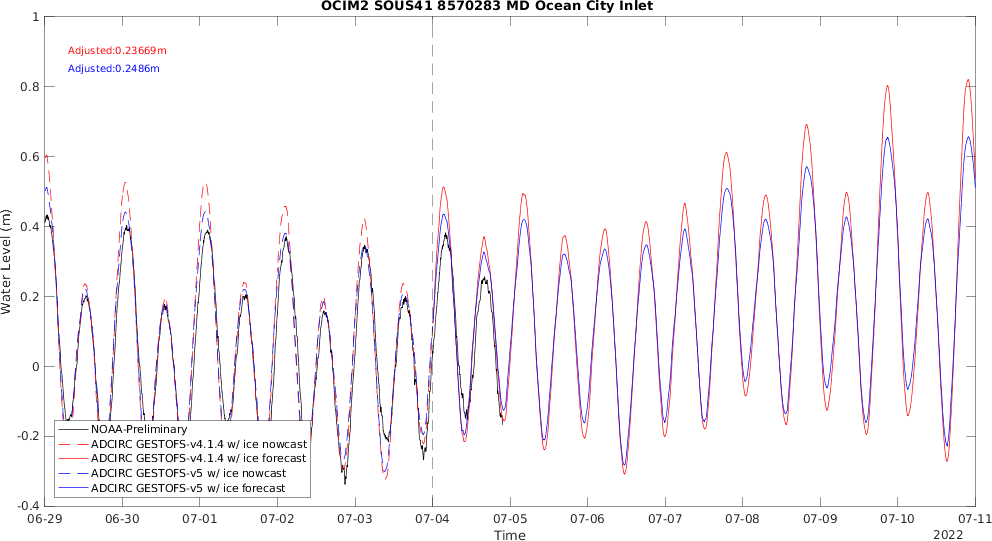 OCIM2 SOUS41 8570283 MD Ocean City Inlet
Adjusted:0.23669m
Adjusted:0.2486m
Water Level (m)
1
0.8
0.6
0.4
0.2
0
-0.2
-0.4
NOAA-Preliminary
ADCIRC GESTOFS-v4.1.4 w/ ice nowcast
ADCIRC GESTOFS-v4.1.4 w/ ice forecast
ADCIRC GESTOFS-v5 w/ ice nowcast
ADCIRC GESTOFS-v5 w/ ice forecast
06-29 06-30 07-01 07-02 07-03 07-04 07-05 07-06 07-07 07-08 07-09 07-10 07-11
Time
2022